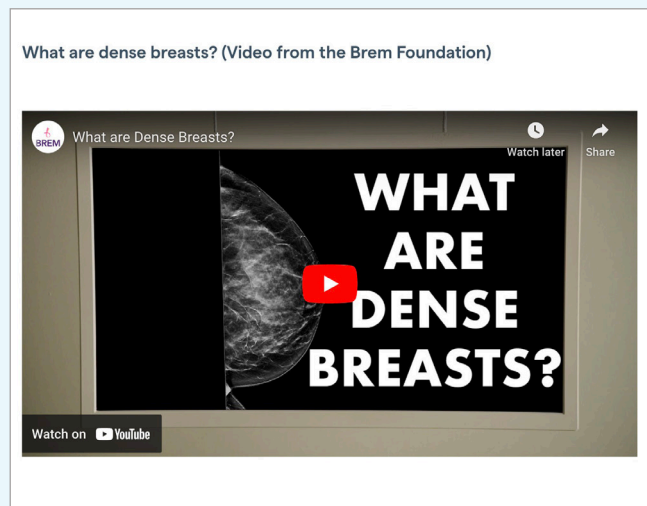 What are dense breasts? (Video from the Brem Foundation)
BREM
What are Dense Breasts?
Watch later
Share
WHAT
ARE
DENSE
BREASTS?
Watch on YouTube